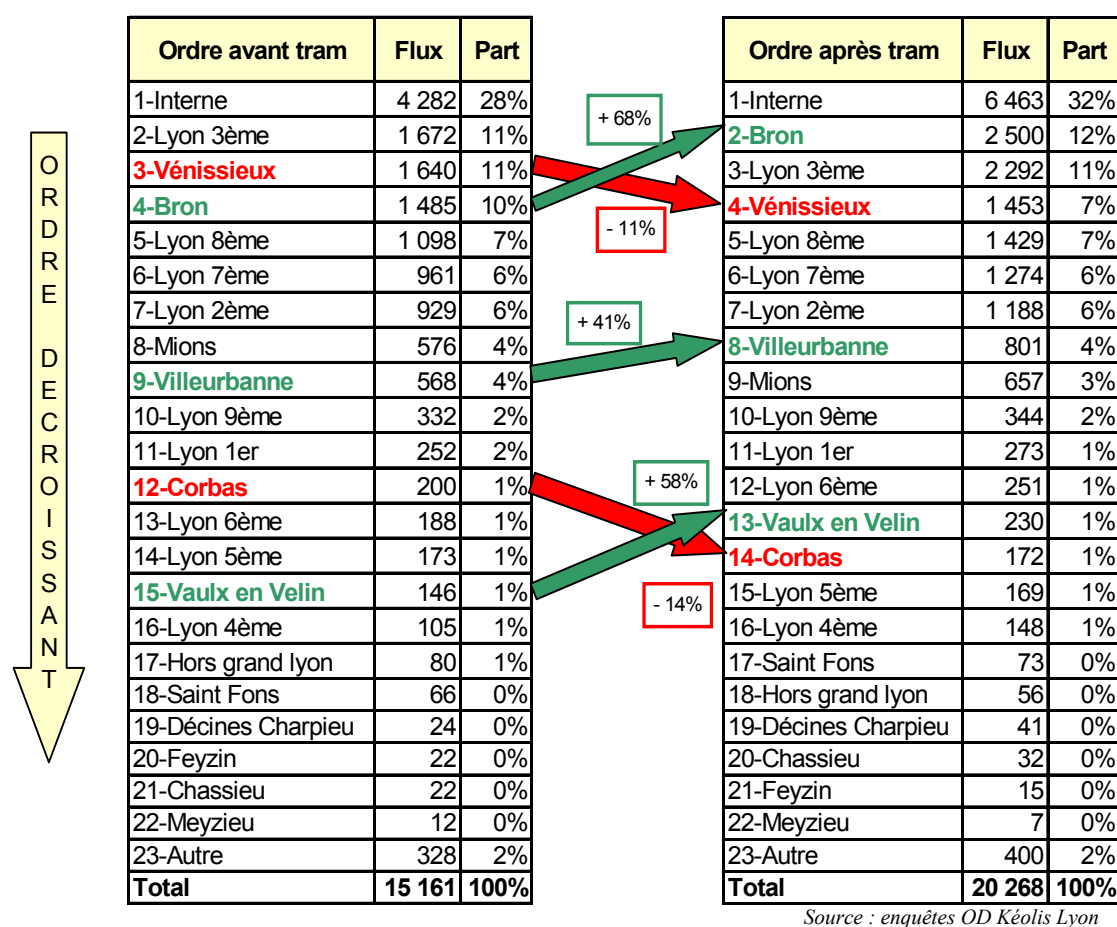 Ordre avant tram Flux Part
1-Interne 4 282 28%
2-Lyon 3ème 1 672 11%
3-Vénissieux 1 640 11%
4-Bron 1 485 10%
5-Lyon 8ème 1 098 7%
6-Lyon 7ème 961 6%
7-Lyon 2ème 929 6%
8-Mions 576 4%
9-Villeurbanne 568 4%
10-Lyon 9ème 332 2%
11-Lyon 1er 252 2%
12-Corbas 200 1%
13-Lyon 6ème 188 1%
14-Lyon 5ème 173 1%
15-Vaulx en Velin 146 1%
16-Lyon 4ème 105 1%
17-Hors grand lyon 80 1%
18-Saint Fons 66 0%
19-Décines Charpieu 24 0%
20-Feyzin 22 0%
21-Chassieu 22 0%
22-Meyzieu 12 0%
23-Autre 328 2%
Total 15 161 100%
ORDRE DECROISSANT
+ 68%
- 11%
+ 41%
+ 58%
- 14%
Ordre après tram Flux Part
1-Interne 6 463 32%
2-Bron 2 500 12%
3-Lyon 3ème 2 292 11%
4-Vénissieux 1 453 7%
5-Lyon 8ème 1 429 7%
6-Lyon 7ème 1 274 6%
7-Lyon 2ème 1 188 6%
8-Villeurbanne 801 4%
9-Mions 657 3%
10-Lyon 9ème 344 2%
11-Lyon 1er 273 1%
12-Lyon 6ème 251 1%
13-Vaulx en Velin 230 1%
14-Corbas 172 1%
15-Lyon 5ème 169 1%
16-Lyon 4ème 148 1%
17-Saint Fons 73 0%
18-Hors grand lyon 56 0%
19-Décines Charpieu 41 0%
20-Chassieu 32 0%
21-Feyzin 15 0%
22-Meyzieu 7 0%
23-Autre 400 2%
Total 20 268 100%
Source : enquêtes OD Kéolis Lyon